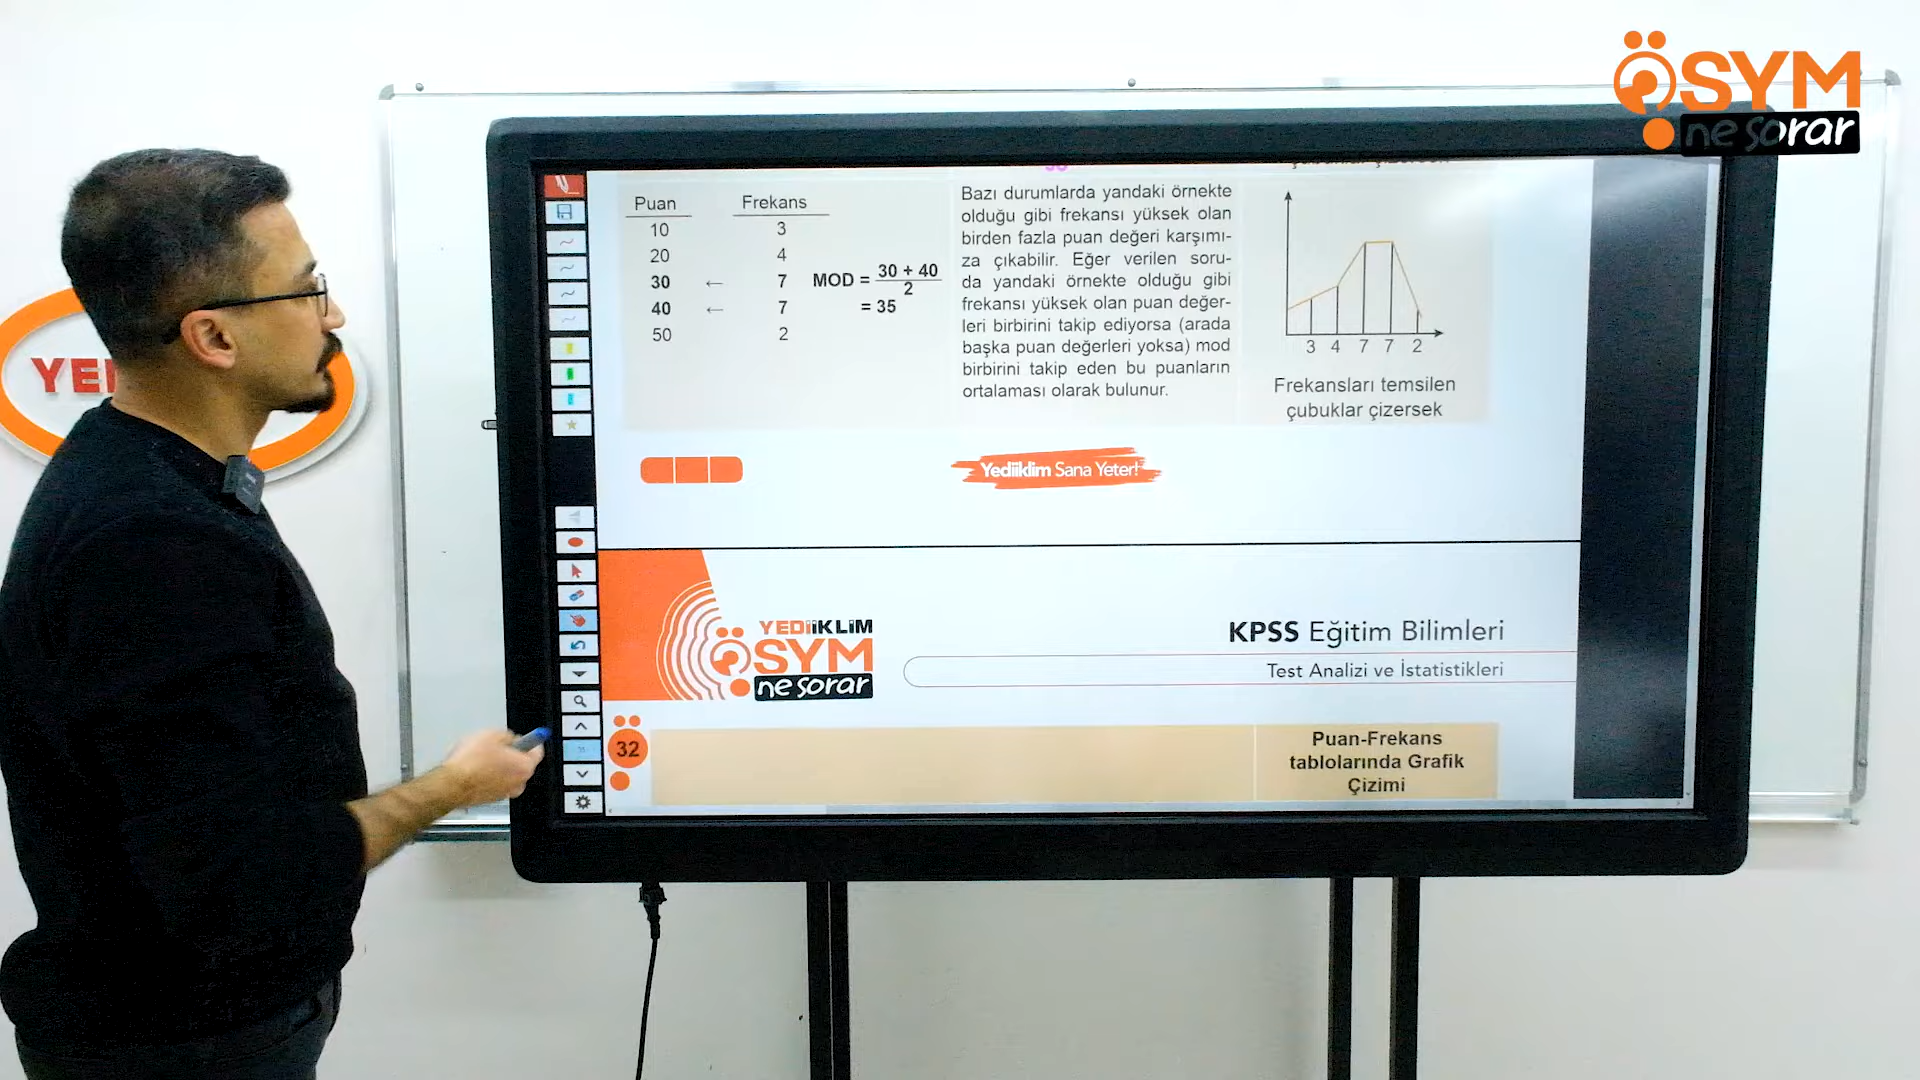 ÖSYM
ne sorar
YEDİ
Puan Frekans
10 3
20 4
30 ← 7
40 ← 7
50 2
MOD = 30 + 40
2
= 35
Bazı durumlarda yandaki örnekte
olduğu gibi frekansı yüksek olan
birden fazla puan değeri karşımı-
za çıkabilir. Eğer verilen soru-
da yandaki örnekte olduğu gibi
frekansı yüksek olan puan değer-
leri birbirini takip ediyorsa (arada
başka puan değerleri yoksa) mod
birbirini takip eden bu puanların
ortalaması olarak bulunur.
3 4 7 7 2
Frekansları temsilen
çubuklar çizersek
Yediiklim Sana Yeter!
YEDİİKLİM
ÖSYM
ne sorar
KPSS Eğitim Bilimleri
Test Analizi ve İstatistikleri
32
Puan-Frekans
tablolarında Grafik
Çizimi